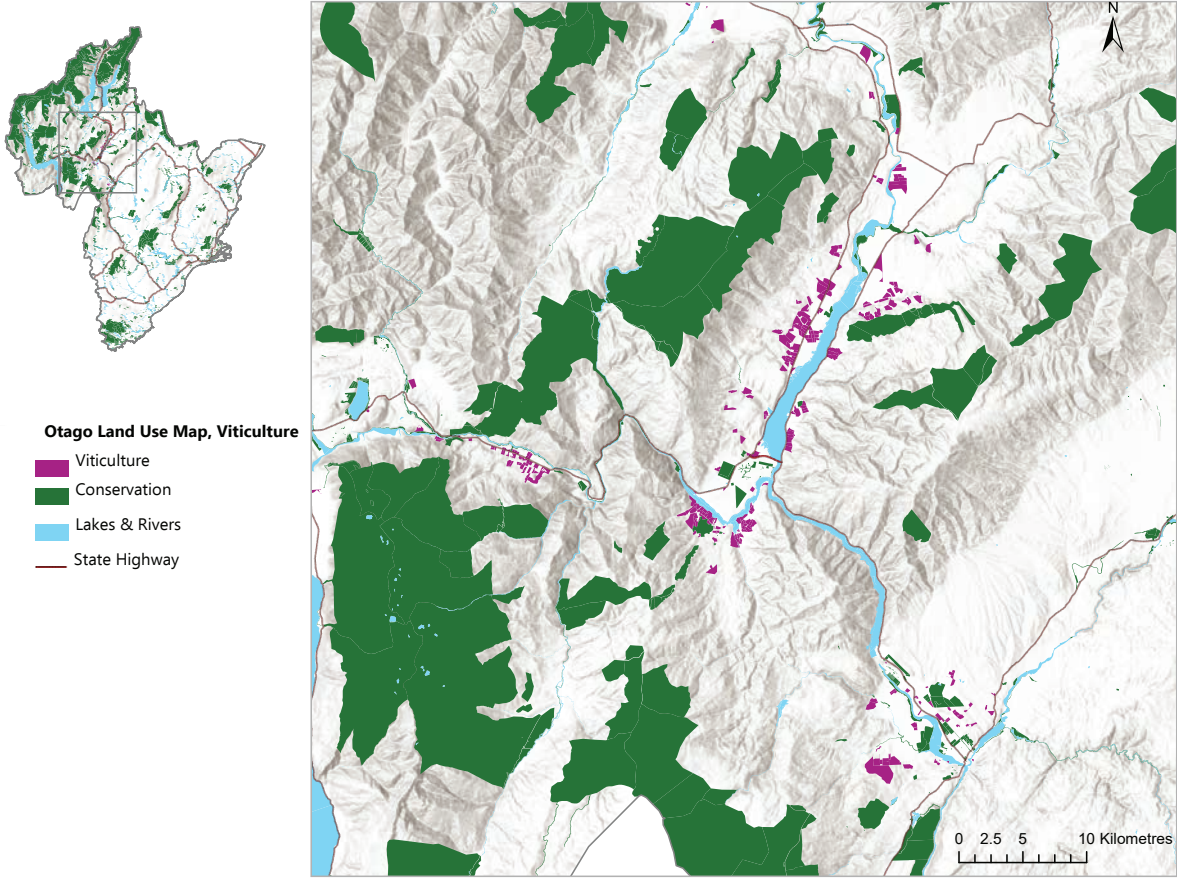 N
Otago Land Use Map, Viticulture
Viticulture
Conservation
Lakes & Rivers
State Highway
0 2.5 5 10 Kilometres